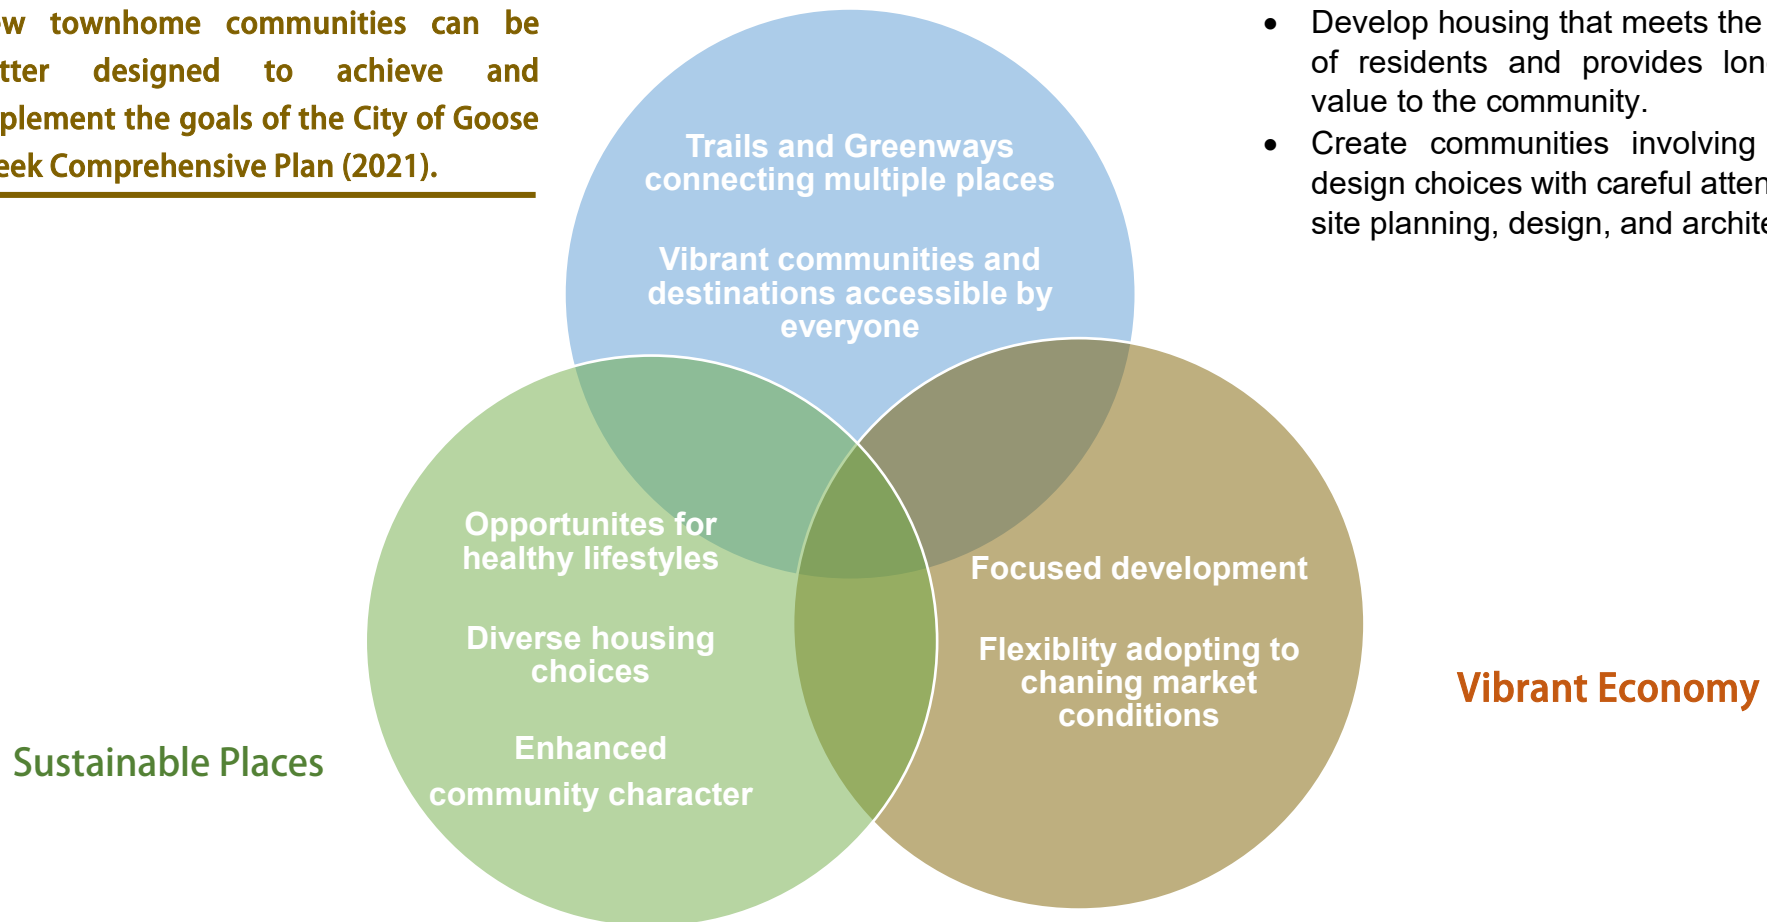 ew townhome communities can be
tter designed to achieve and
plement the goals of the City of Goose
eek Comprehensive Plan (2021).
• Develop housing that meets the
of residents and provides lon
value to the community.
• Create communities involving
design choices with careful atten
site planning, design, and archite
Trails and Greenways
connecting multiple places
Vibrant communities and
destinations accessible by
everyone
Opportunites for
healthy lifestyles
Diverse housing
choices
Enhanced
community character
Focused development
Flexiblity adopting to
chaning market
conditions
Vibrant Economy
Sustainable Places